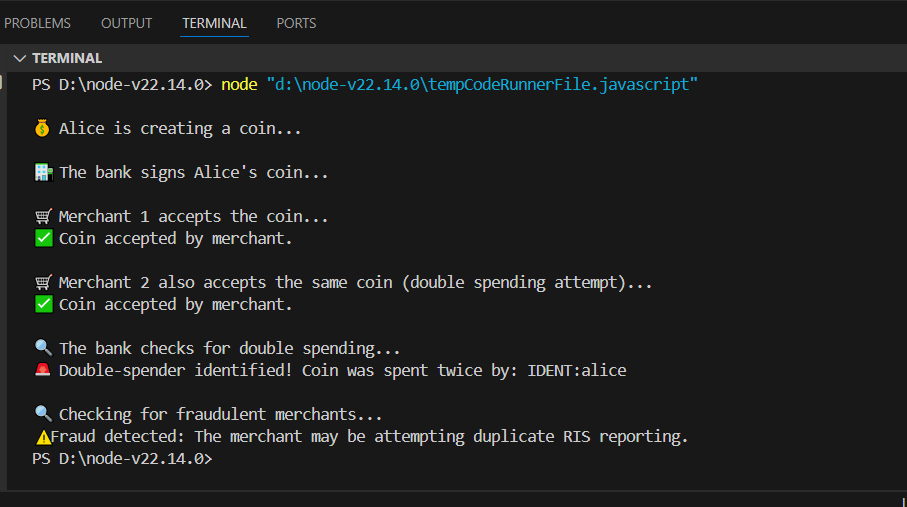 PROBLEMS OUTPUT TERMINAL PORTS
TERMINAL
PS D:\node-v22.14.0> node "d:\node-v22.14.0\tempCodeRunnerFile.javascript"
💰 Alice is creating a coin...
🏦 The bank signs Alice's coin...
🛒 Merchant 1 accepts the coin...
✅ Coin accepted by merchant.
🛒 Merchant 2 also accepts the same coin (double spending attempt)...
✅ Coin accepted by merchant.
🔍 The bank checks for double spending...
🚨 Double-spender identified! Coin was spent twice by: IDENT:alice
🔍 Checking for fraudulent merchants...
⚠️Fraud detected: The merchant may be attempting duplicate RIS reporting.
PS D:\node-v22.14.0>